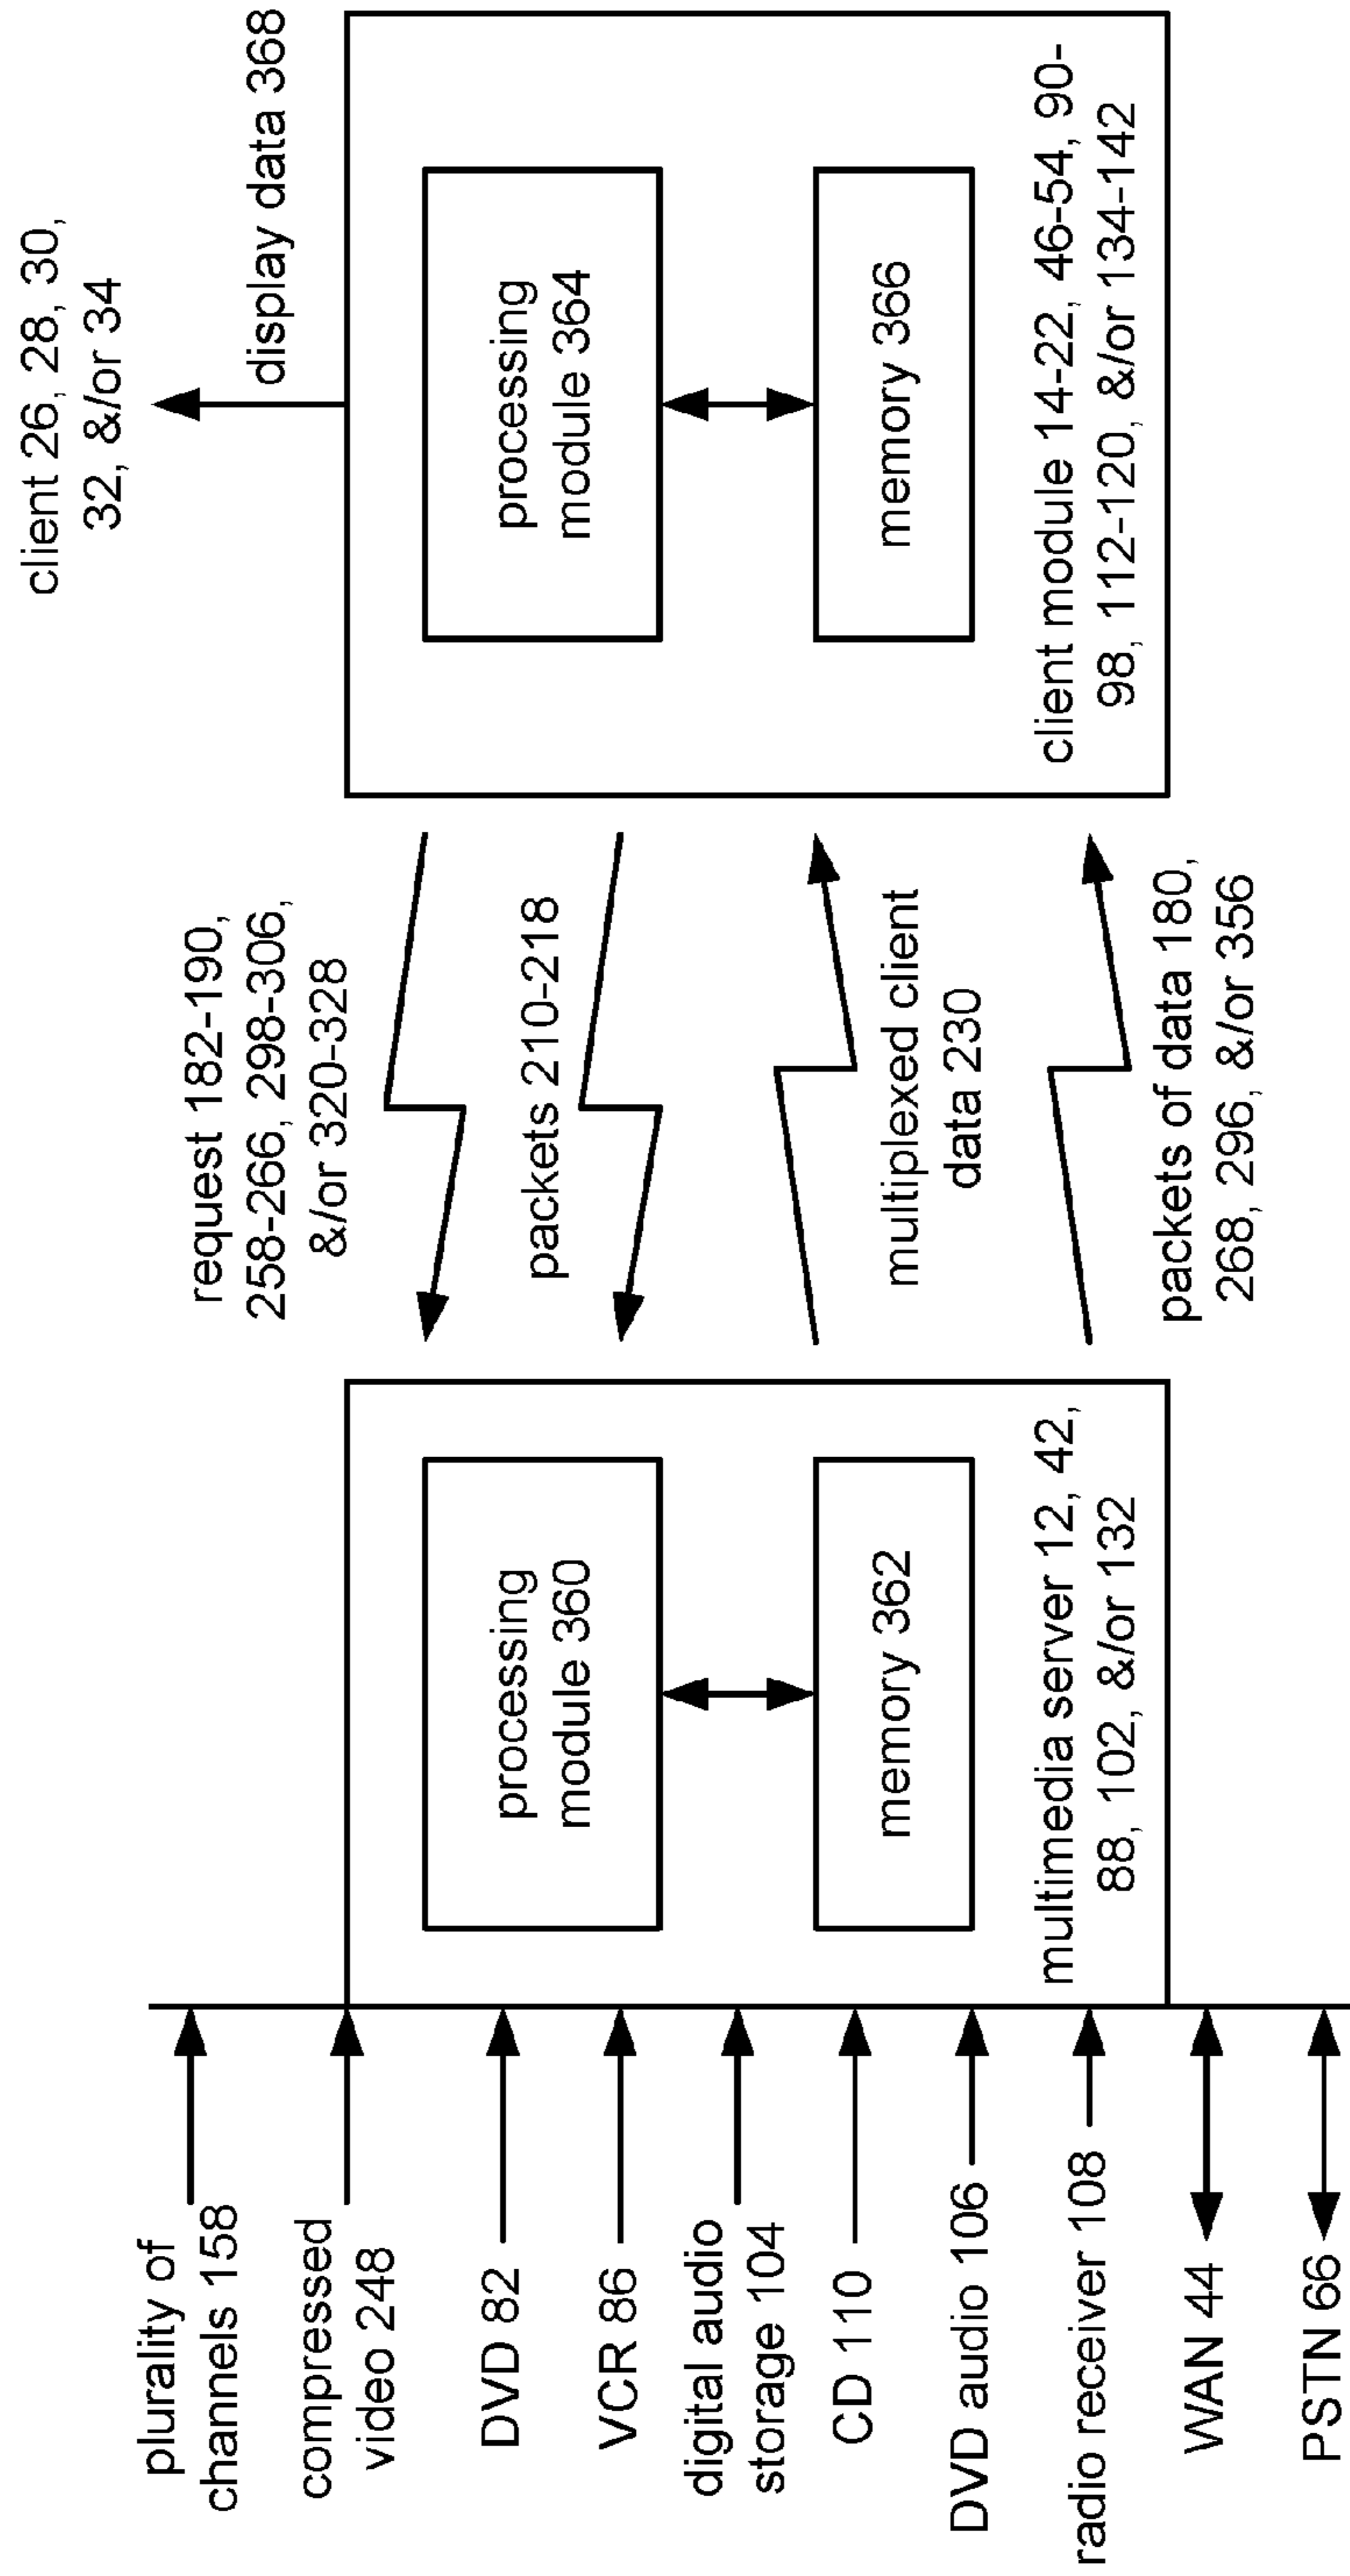 plurality of
channels 158
compressed
video 248
DVD 82
VCR 86
digital audio
storage 104
CD 110
DVD audio 106
radio receiver 108
WAN 44
PSTN 66
processing
module 360
memory 362
multimedia server 12, 42,
88, 102, &/or 132
request 182-190,
258-266, 298-306,
&/or 320-328
packets 210-218
multiplexed client
data 230
packets of data 180,
268, 296, &/or 356
client 26, 28, 30,
32, &/or 34
display data 368
processing
module 364
memory 366
client module 14-22, 46-54, 90-
98, 112-120, &/or 134-142